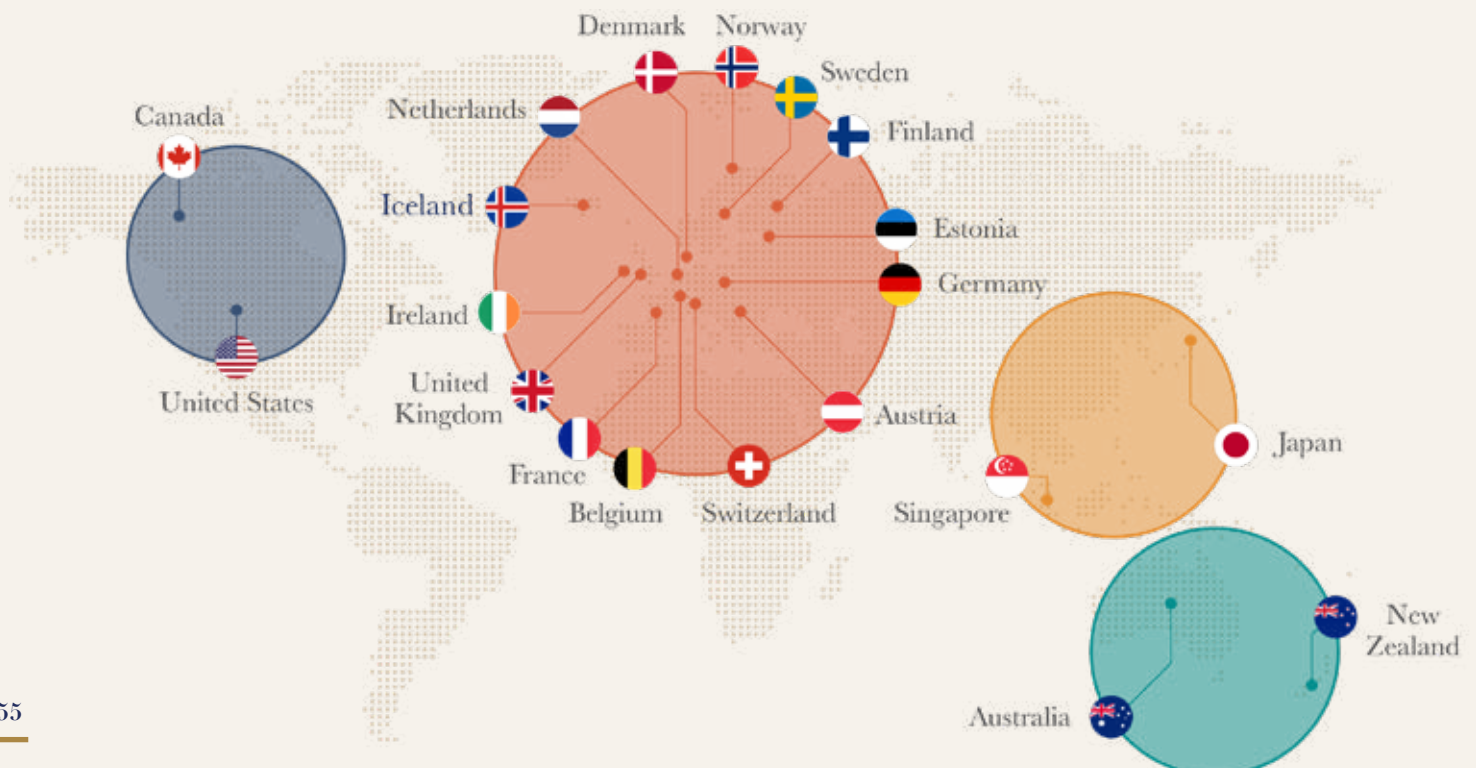 Denmark
Norway
Sweden
Canada
Netherlands
Finland
Iceland
Estonia
Germany
Ireland
United
Kingdom
United States
Austria
Japan
France
Belgium
Switzerland
Singapore
New
Zealand
Australia
55